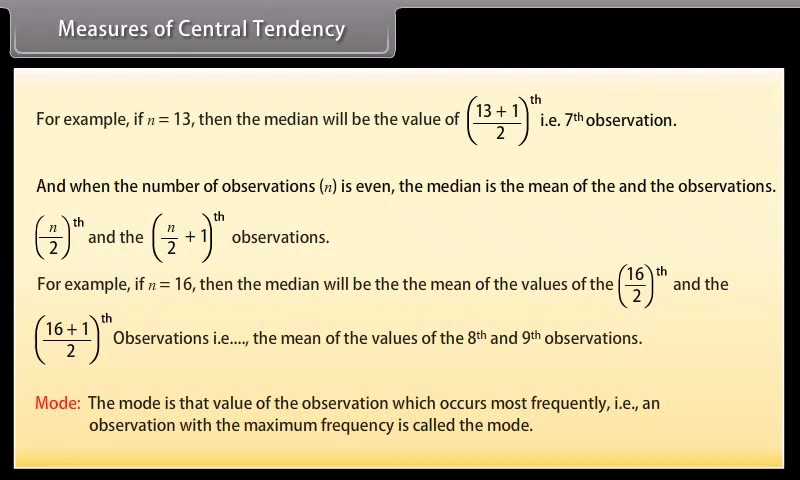 Measures of Central Tendency
For example, if n = 13, then the median will be the value of ((13 + 1)/2)th i.e. 7th observation.
And when the number of observations (n) is even, the median is the mean of the and the observations.
(n/2)th and the (n/2 + 1)th observations.
For example, if n = 16, then the median will be the the mean of the values of the (16/2)th and the
((16 + 1)/2)th Observations i.e...., the mean of the values of the 8th and 9th observations.
Mode: The mode is that value of the observation which occurs most frequently, i.e., an
observation with the maximum frequency is called the mode.